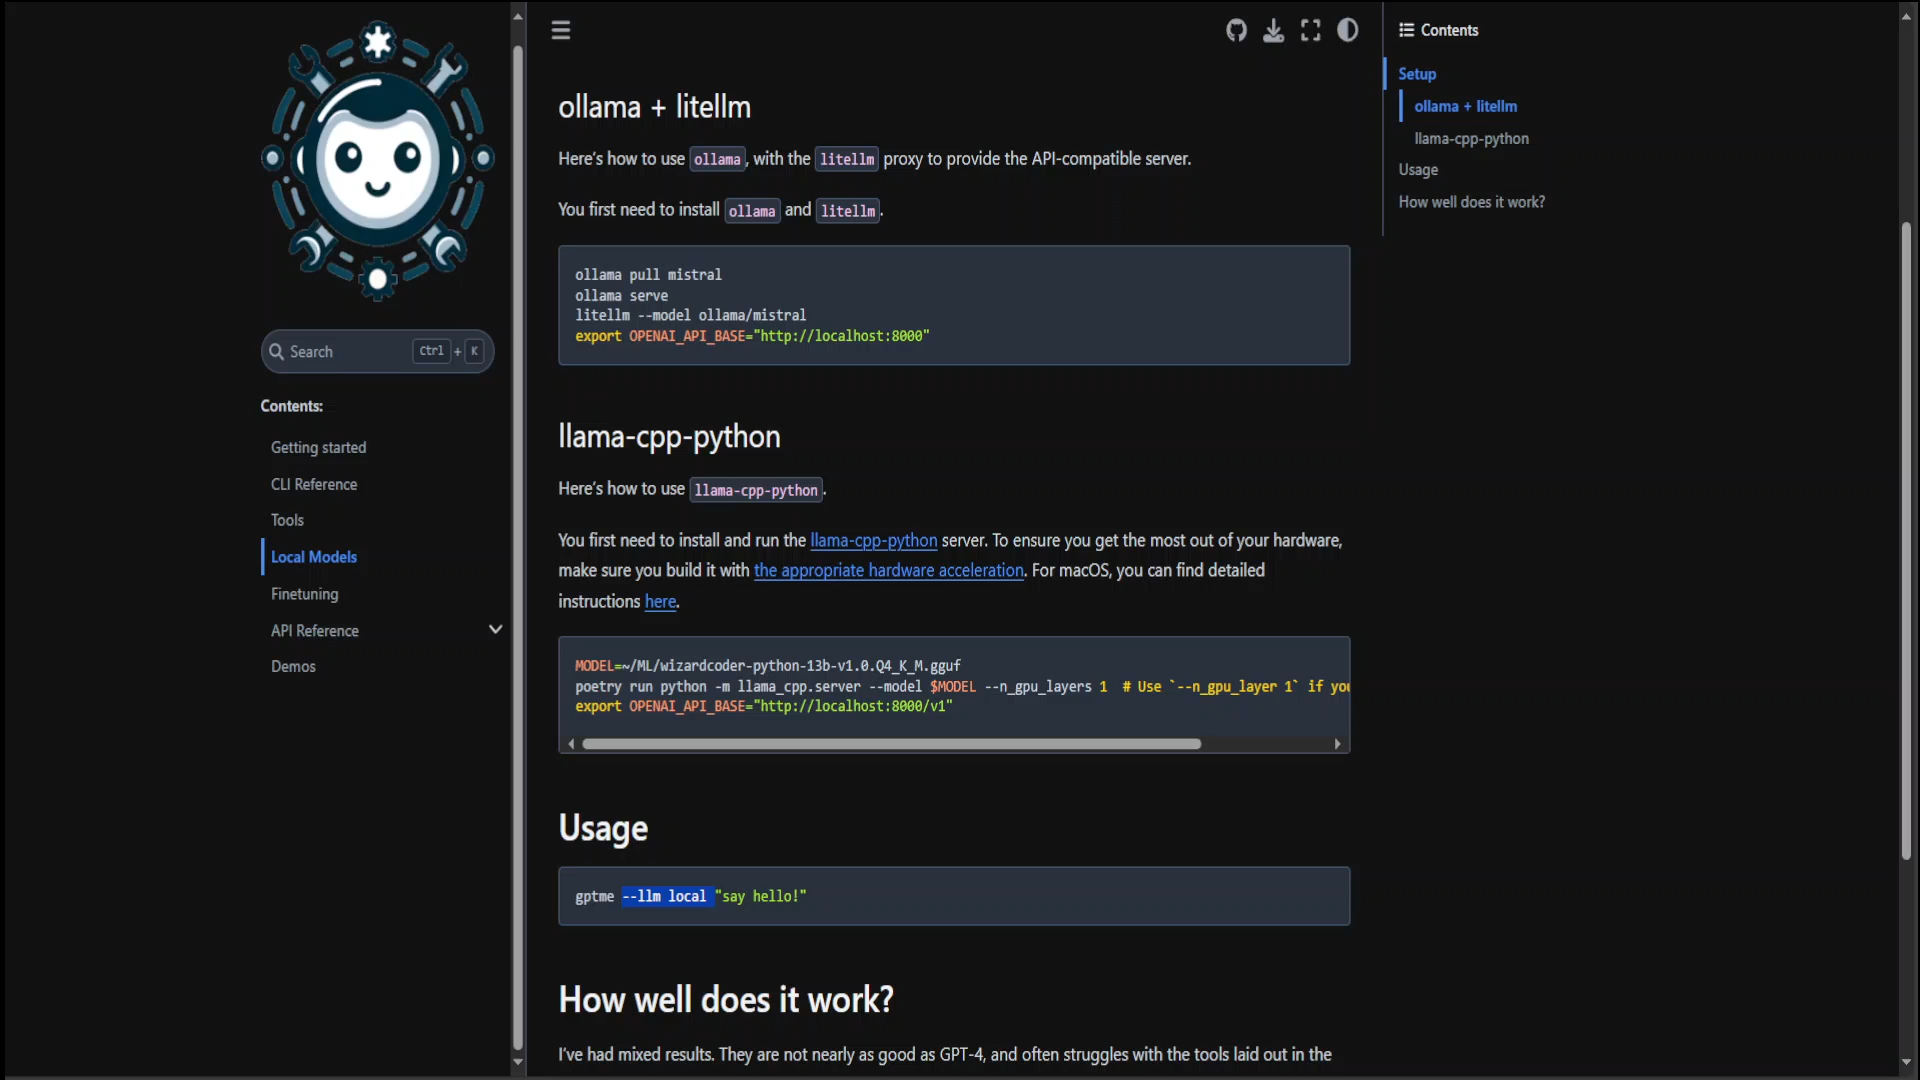 Search Ctrl + K
Contents:
Getting started
CLI Reference
Tools
Local Models
Finetuning
API Reference
Demos
ollama + litellm
Here's how to use ollama, with the litellm proxy to provide the API-compatible server.
You first need to install ollama and litellm.
ollama pull mistral
ollama serve
litellm --model ollama/mistral
export OPENAI_API_BASE="http://localhost:8000"
llama-cpp-python
Here's how to use llama-cpp-python.
You first need to install and run the llama-cpp-python server. To ensure you get the most out of your hardware,
make sure you build it with the appropriate hardware acceleration. For macOS, you can find detailed
instructions here.
MODEL=~/ML/wizardcoder-python-13b-v1.0.Q4_K_M.gguf
poetry run python -m llama_cpp.server --model $MODEL --n_gpu_layers 1  # Use `--n_gpu_layer 1` if you
export OPENAI_API_BASE="http://localhost:8000/v1"
Usage
gptme --llm local "say hello!"
How well does it work?
I've had mixed results. They are not nearly as good as GPT-4, and often struggles with the tools laid out in the
Contents
Setup
ollama + litellm
llama-cpp-python
Usage
How well does it work?